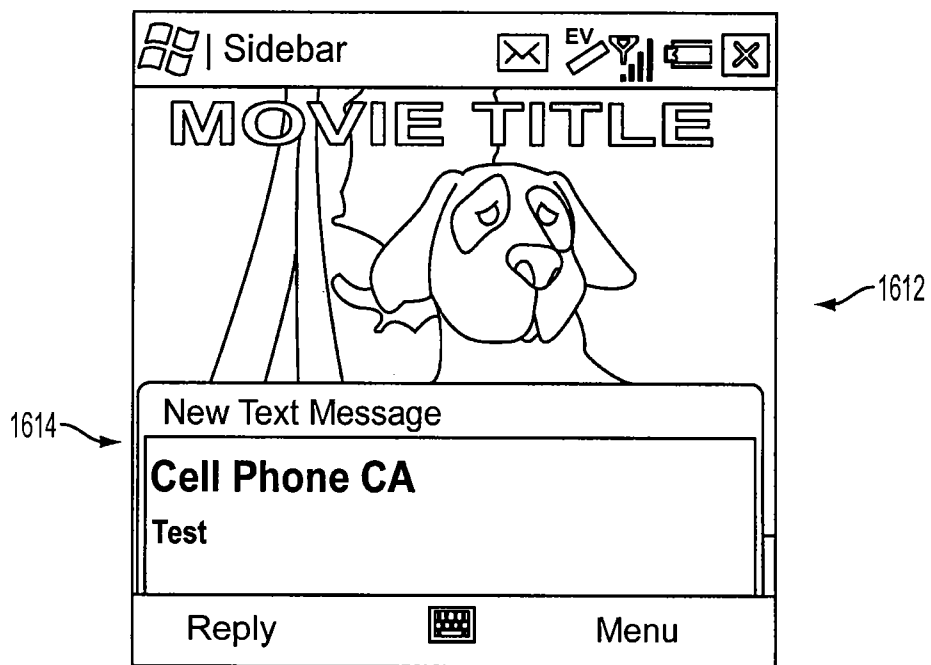 | Sidebar
EV
MOVIE TITLE
1612
New Text Message
1614
Cell Phone CA
Test
Reply Menu